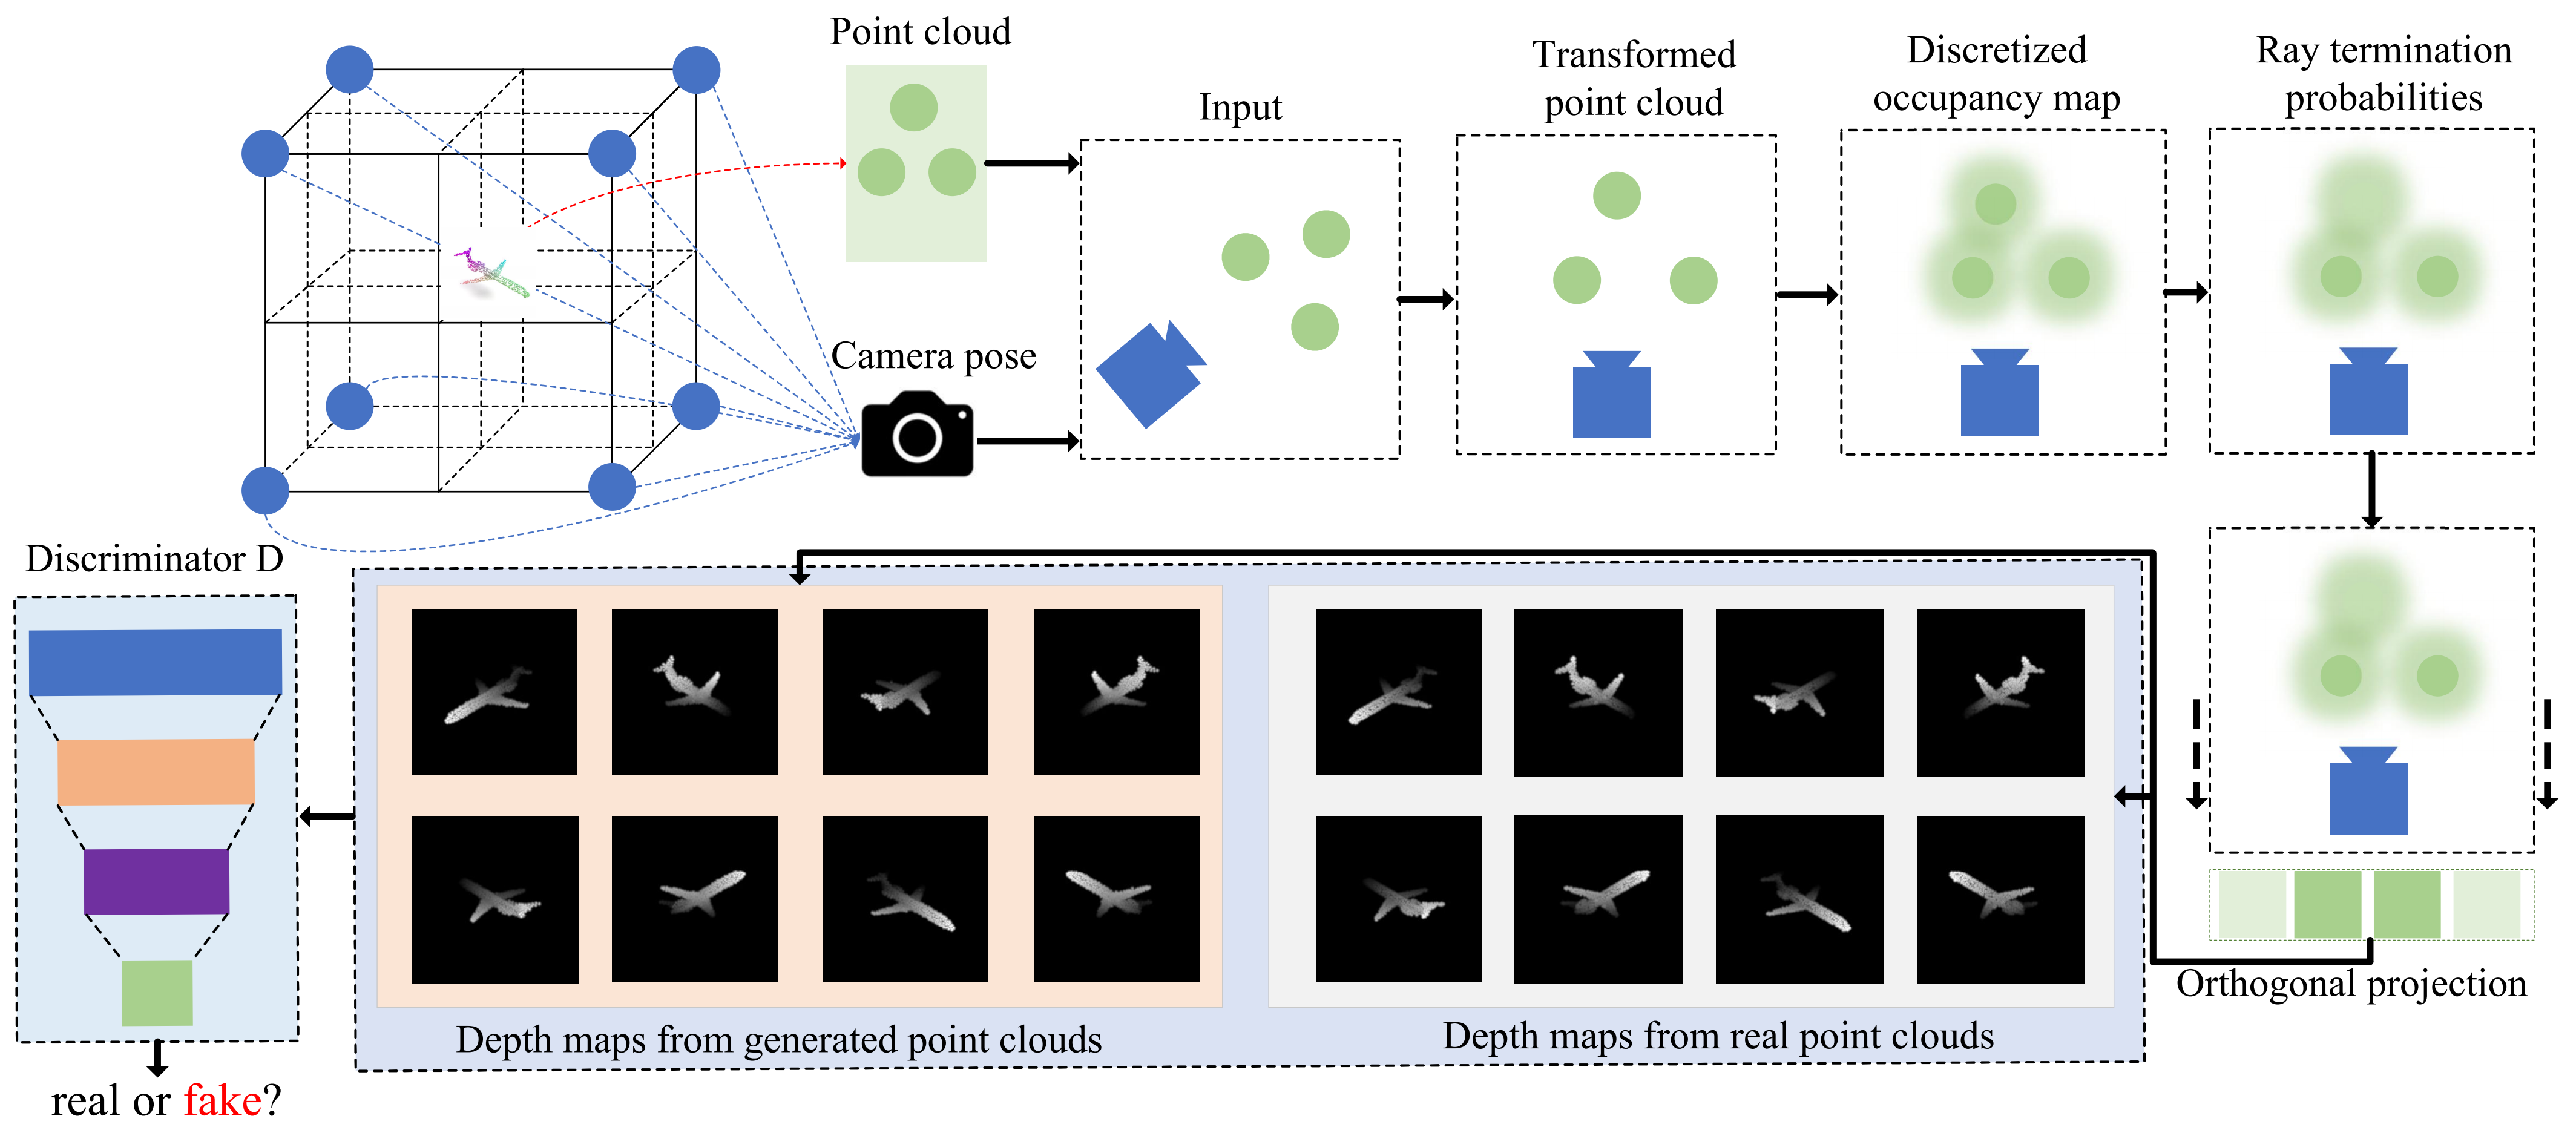 Point cloud
Input
Transformed
point cloud
Discretized
occupancy map
Ray termination
probabilities
Camera pose
Discriminator D
Depth maps from generated point clouds
Depth maps from real point clouds
Orthogonal projection
real or fake?